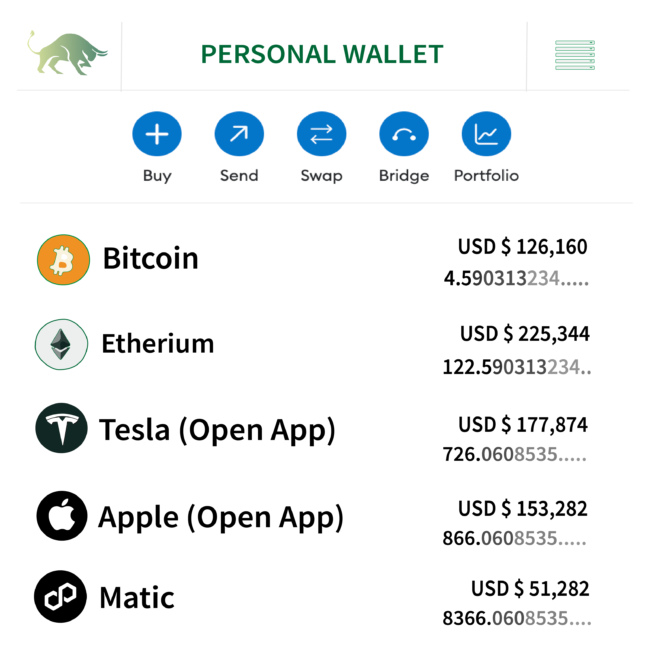 PERSONAL WALLET
Buy Send Swap Bridge Portfolio
Bitcoin USD $ 126,160
4.590313234.....
Etherium USD $ 225,344
122.590313234..
Tesla (Open App) USD $ 177,874
726.0608535.....
Apple (Open App) USD $ 153,282
866.0608535.....
Matic USD $ 51,282
8366.0608535....